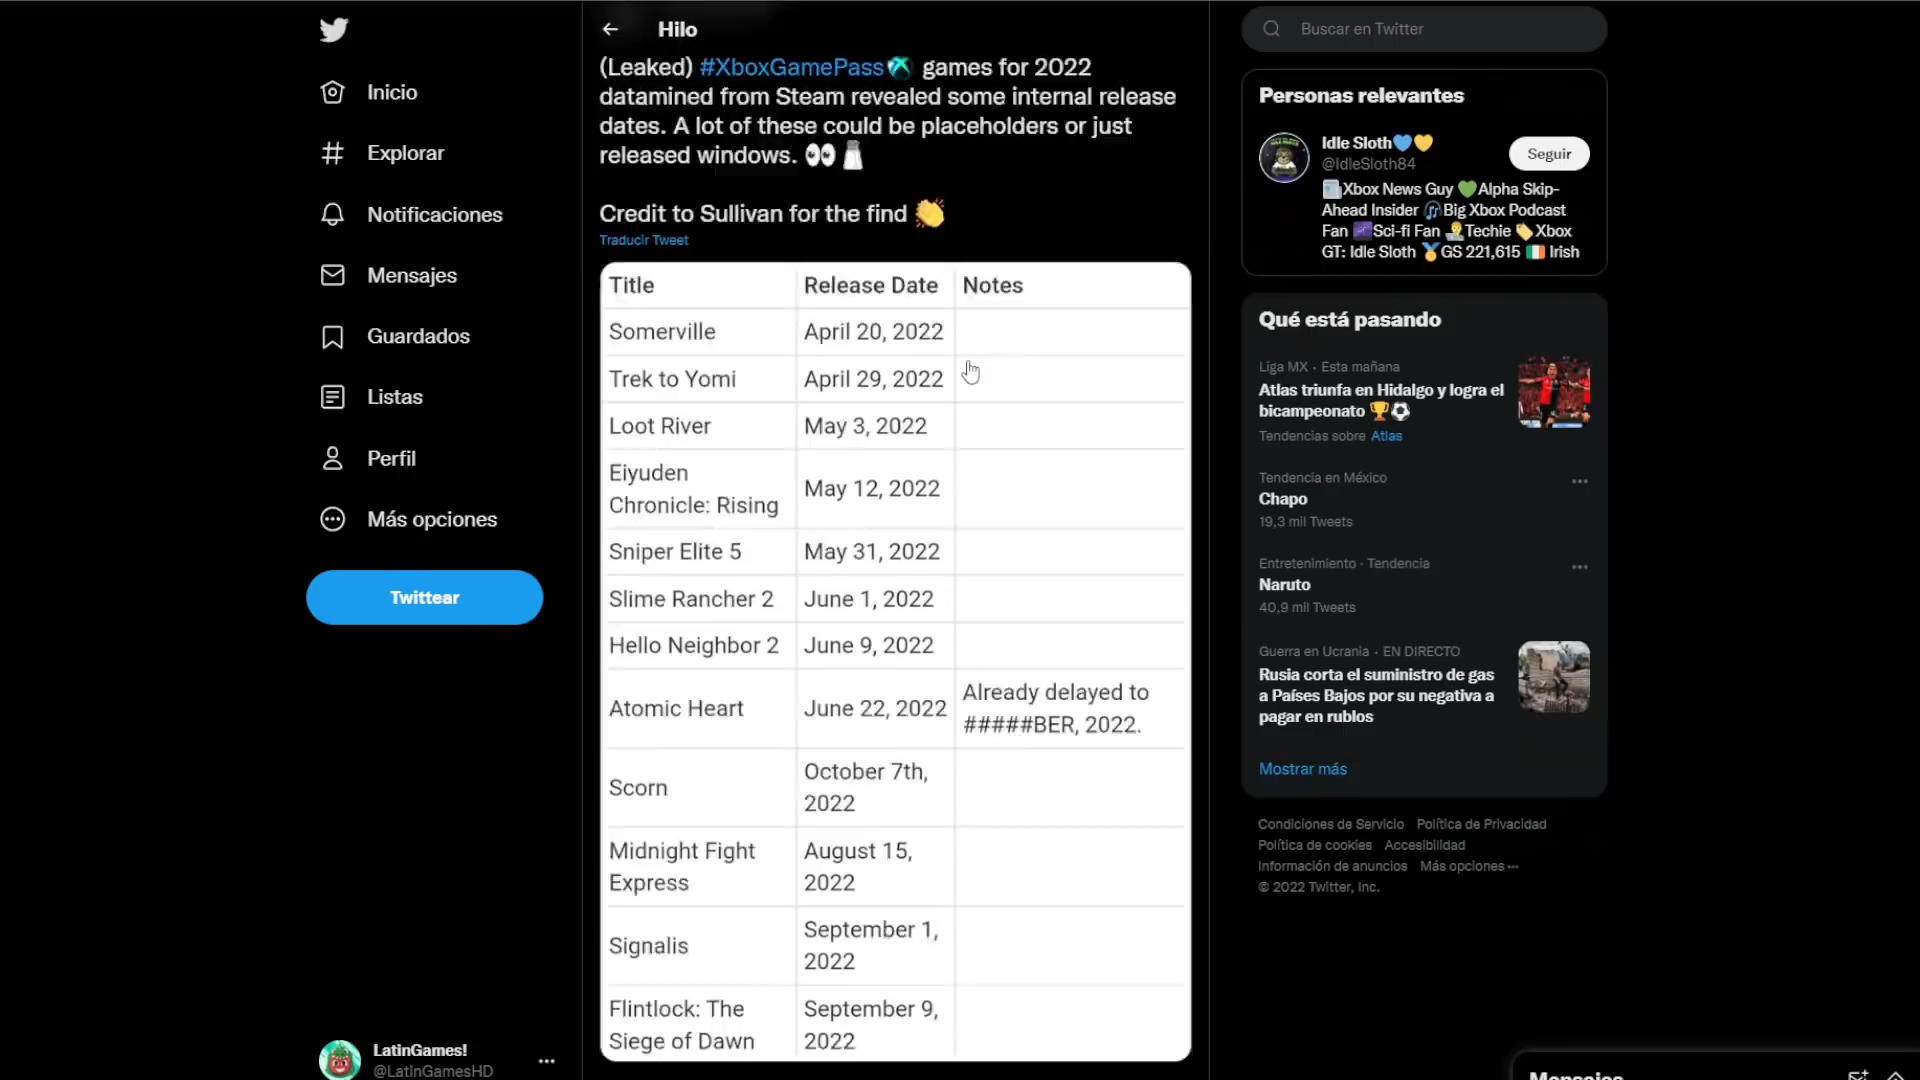 Inicio
Explorar
Notificaciones
Mensajes
Guardados
Listas
Perfil
Más opciones
Twittear
LatinGames!
@LatinGamesHD
Hilo
(Leaked) #XboxGamePass games for 2022
datamined from Steam revealed some internal release
dates. A lot of these could be placeholders or just
released windows. 👀🧂
Credit to Sullivan for the find 👏
Traducir Tweet
Title Release Date Notes
Somerville April 20, 2022
Trek to Yomi April 29, 2022
Loot River May 3, 2022
Eiyuden
Chronicle: Rising May 12, 2022
Sniper Elite 5 May 31, 2022
Slime Rancher 2 June 1, 2022
Hello Neighbor 2 June 9, 2022
Atomic Heart June 22, 2022 Already delayed to
#####BER, 2022.
Scorn October 7th,
2022
Midnight Fight
Express August 15,
2022
Signalis September 1,
2022
Flintlock: The
Siege of Dawn September 9,
2022
Buscar en Twitter
Personas relevantes
Idle Sloth💙💛
@IdleSloth84
Seguir
📰Xbox News Guy 💚Alpha Skip-
Ahead Insider 🎧Big Xbox Podcast
Fan 🌌Sci-fi Fan 👨‍💻Techie 🏷️Xbox
GT: Idle Sloth 🏅GS 221,615 🇮🇪 Irish
Qué está pasando
Liga MX · Esta mañana
Atlas triunfa en Hidalgo y logra el
bicampeonato 🏆⚽
Tendencias sobre Atlas
Tendencia en México
Chapo
19,3 mil Tweets
Entretenimiento · Tendencia
Naruto
40,9 mil Tweets
Guerra en Ucrania · EN DIRECTO
Rusia corta el suministro de gas
a Países Bajos por su negativa a
pagar en rublos
Mostrar más
Condiciones de Servicio Política de Privacidad
Política de cookies Accesibilidad
Información de anuncios Más opciones ···
© 2022 Twitter, Inc.
Mensajes